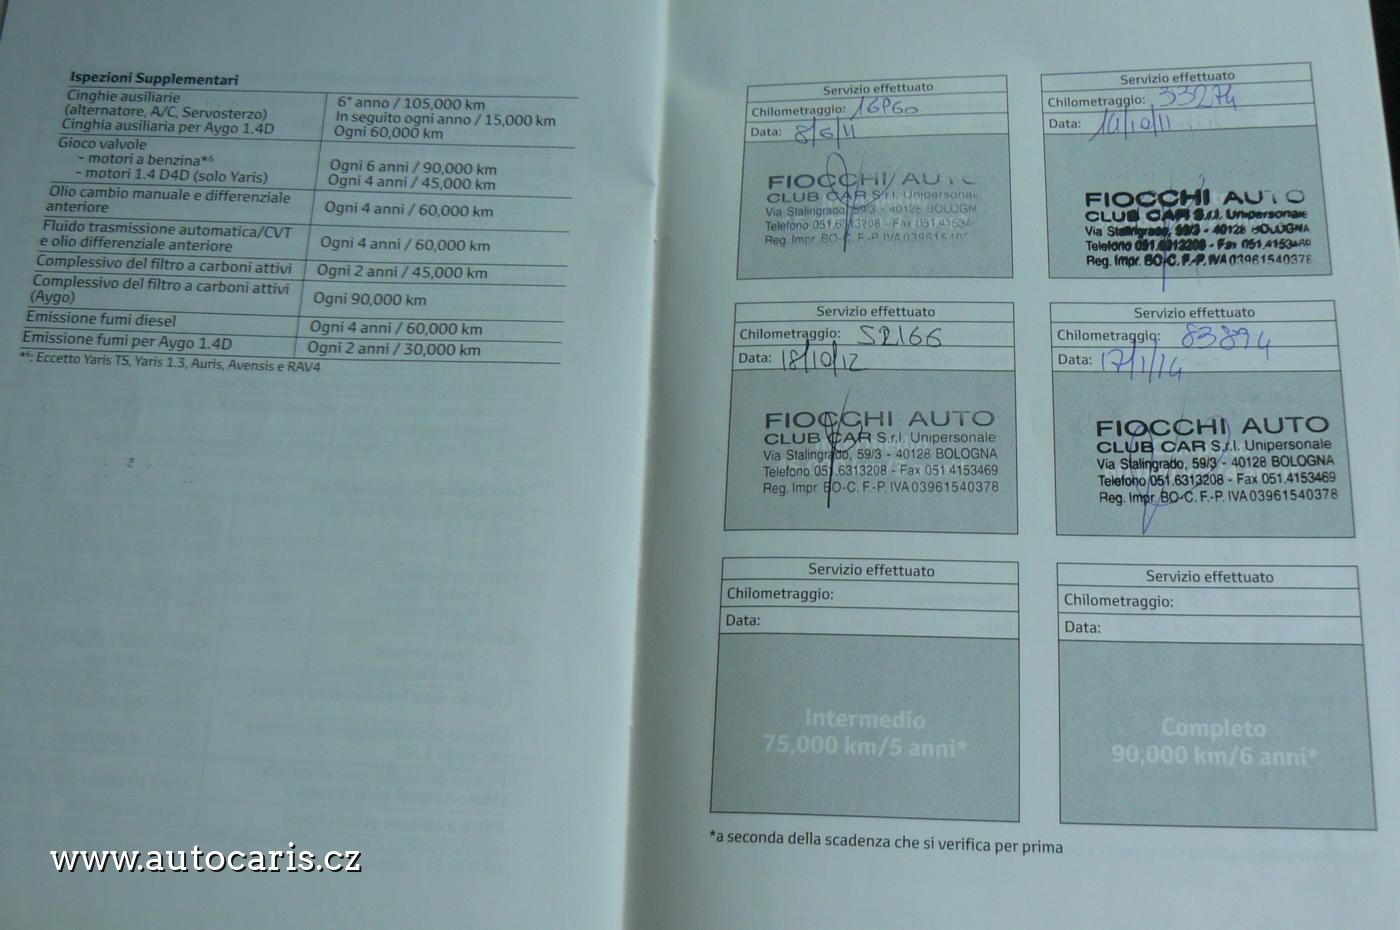 Ispezioni Supplementari
Cinghie ausiliarie
(alternatore, A/C, Servosterzo)
6° anno / 105,000 km
In seguito ogni anno / 15,000 km
Cinghia ausiliaria per Aygo 1.4D
Ogni 60,000 km
Gioco valvole
- motori a benzina*⁶
Ogni 6 anni / 90,000 km
- motori 1.4 D4D (solo Yaris)
Ogni 4 anni / 45,000 km
Olio cambio manuale e differenziale
anteriore
Ogni 4 anni / 60,000 km
Fluido trasmissione automatica/CVT
e olio differenziale anteriore
Ogni 4 anni / 60,000 km
Complessivo del filtro a carboni attivi
Ogni 2 anni / 45,000 km
Complessivo del filtro a carboni attivi
(Aygo)
Ogni 90,000 km
Emissione fumi diesel
Ogni 4 anni / 60,000 km
Emissione fumi per Aygo 1.4D
Ogni 2 anni / 30,000 km
*⁶: Eccetto Yaris TS, Yaris 1.3, Auris, Avensis e RAV4
Servizio effettuato
Chilometraggio:
Data: 8/6/11
FIOCCHI AUTO
CLUB CAR S.r.l. Unipersonale
Via Stalingrado, 59/3 - 40128 BOLOGN
Telefono 051.6313208 - Fax 051.41534
Reg. Impr. BO-C. F.-P. IVA 039615410
Servizio effettuato
Chilometraggio: 33274
Data: 14/10/11
FIOCCHI AUTO
CLUB CAR S.r.l. Unipersonale
Via Stalingrado, 59/3 - 40128 BOLOGNA
Telefono 051.6313208 - Fax 051.4153469
Reg. Impr. BO-C. F.-P. IVA 03961540378
Servizio effettuato
Chilometraggio: 52166
Data: 18/10/12
FIOCCHI AUTO
CLUB CAR S.r.l. Unipersonale
Via Stalingrado, 59/3 - 40128 BOLOGNA
Telefono 051.6313208 - Fax 051.4153469
Reg. Impr. BO-C. F.-P. IVA 03961540378
Servizio effettuato
Chilometraggio: 83894
Data: 17/1/14
FIOCCHI AUTO
CLUB CAR S.r.l. Unipersonale
Via Stalingrado, 59/3 - 40128 BOLOGNA
Telefono 051.6313208 - Fax 051.4153469
Reg. Impr. BO-C. F.-P. IVA 03961540378
Servizio effettuato
Chilometraggio:
Data:
Intermedio
75,000 km/5 anni*
Servizio effettuato
Chilometraggio:
Data:
Completo
90,000 km/6 anni*
*a seconda della scadenza che si verifica per prima
www.autocaris.cz